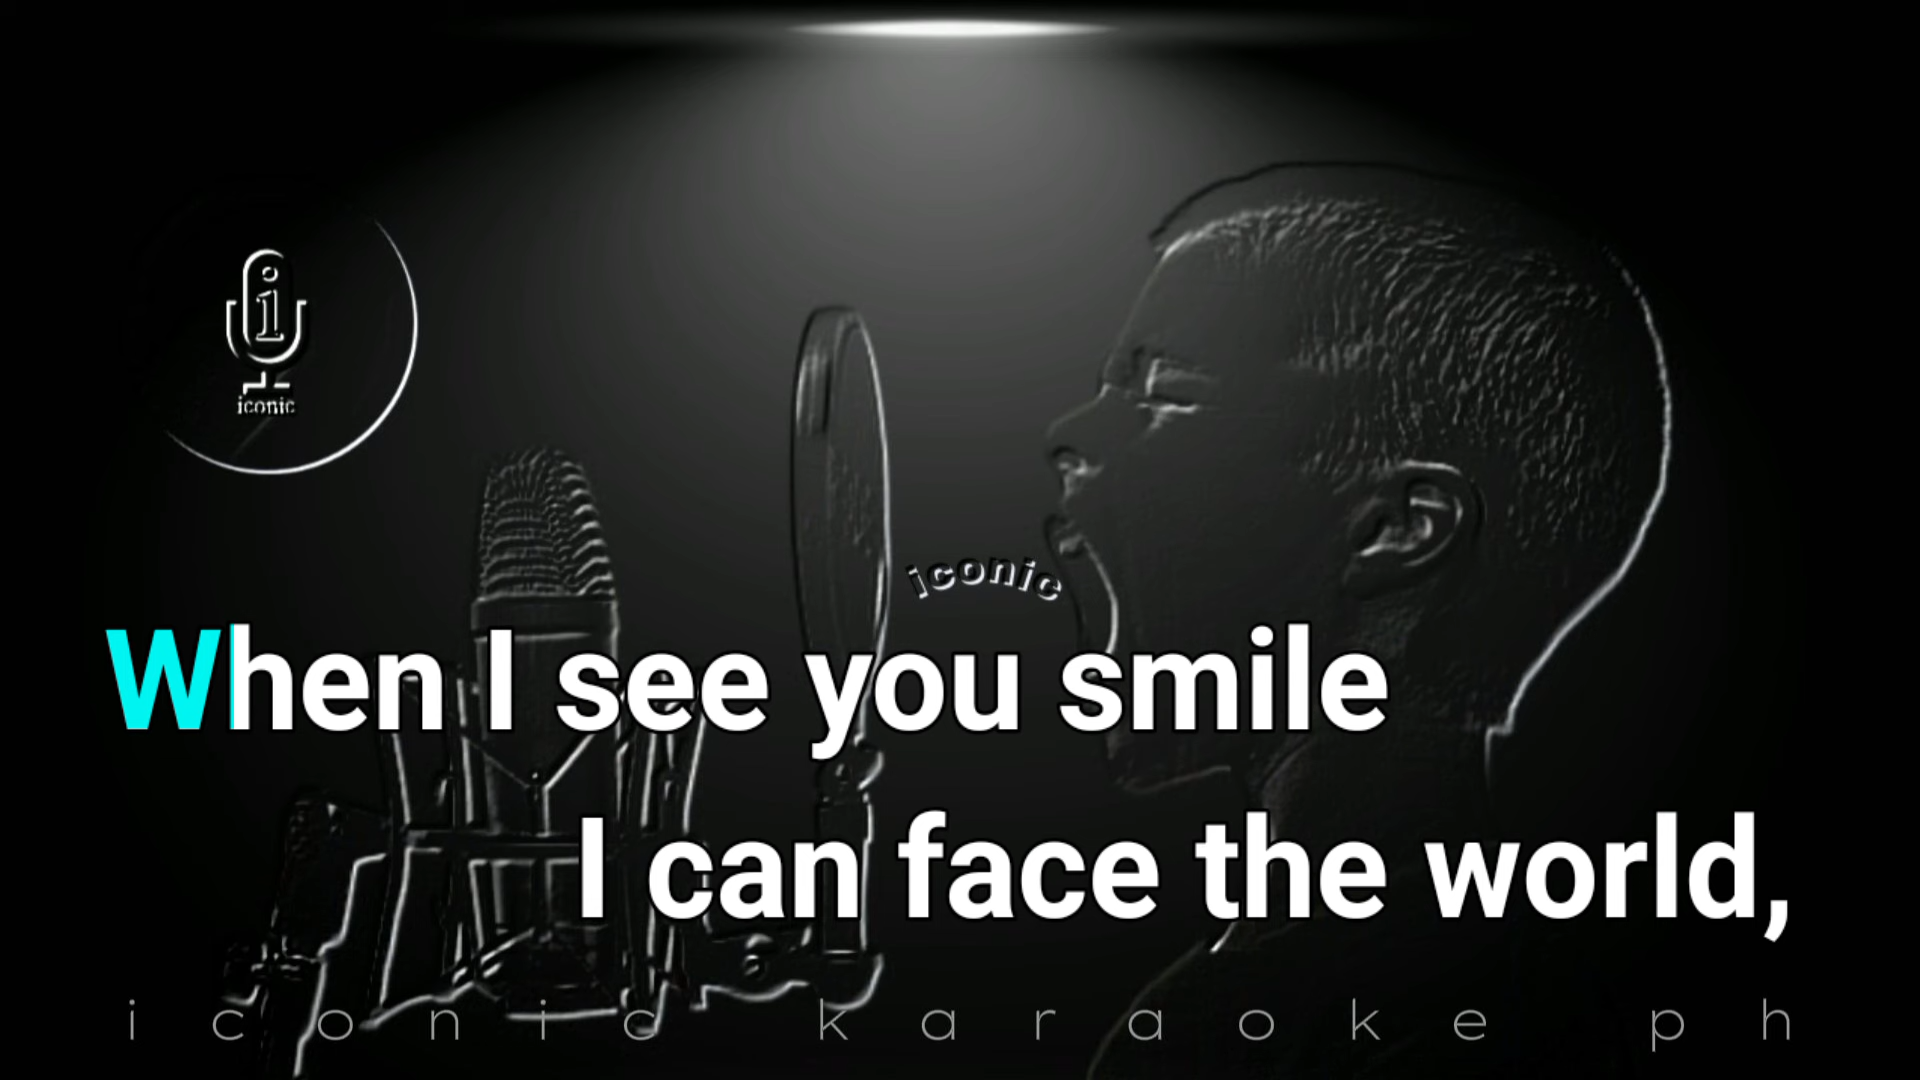 i
iconic
iconic
When I see you smile
I can face the world,
iconic karaoke ph